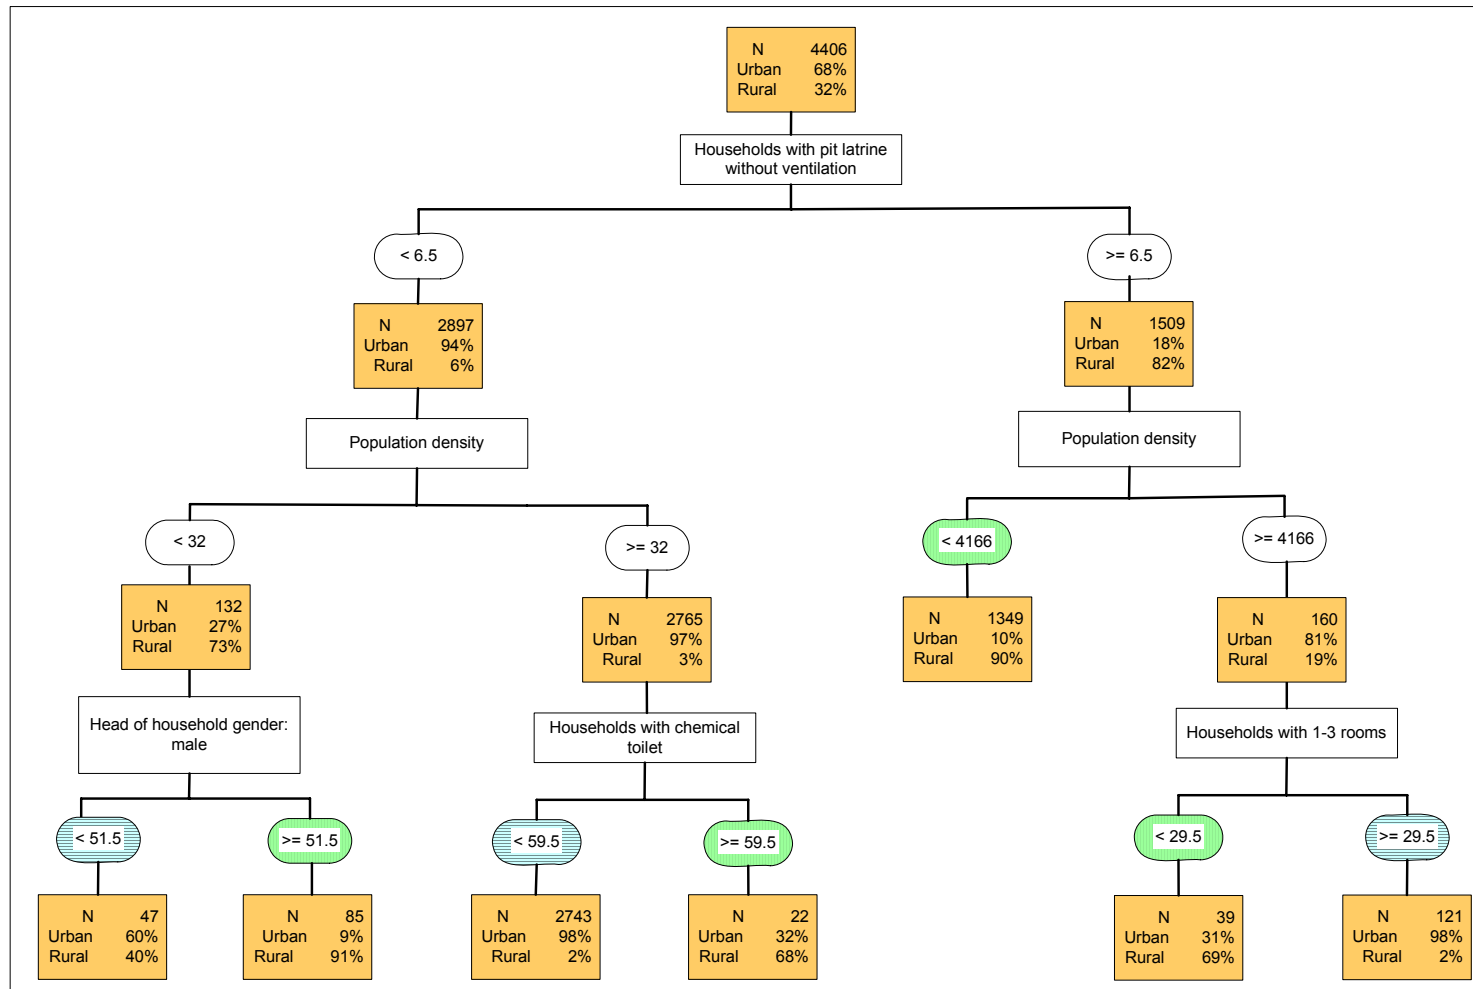 N 4406
Urban 68%
Rural 32%
Households with pit latrine
without ventilation
< 6.5
>= 6.5
N 2897
Urban 94%
Rural 6%
N 1509
Urban 18%
Rural 82%
Population density
Population density
< 32
>= 32
< 4166
>= 4166
N 132
Urban 27%
Rural 73%
N 2765
Urban 97%
Rural 3%
N 1349
Urban 10%
Rural 90%
N 160
Urban 81%
Rural 19%
Head of household gender:
male
Households with chemical
toilet
Households with 1-3 rooms
< 51.5
>= 51.5
< 59.5
>= 59.5
< 29.5
>= 29.5
N 47
Urban 60%
Rural 40%
N 85
Urban 9%
Rural 91%
N 2743
Urban 98%
Rural 2%
N 22
Urban 32%
Rural 68%
N 39
Urban 31%
Rural 69%
N 121
Urban 98%
Rural 2%